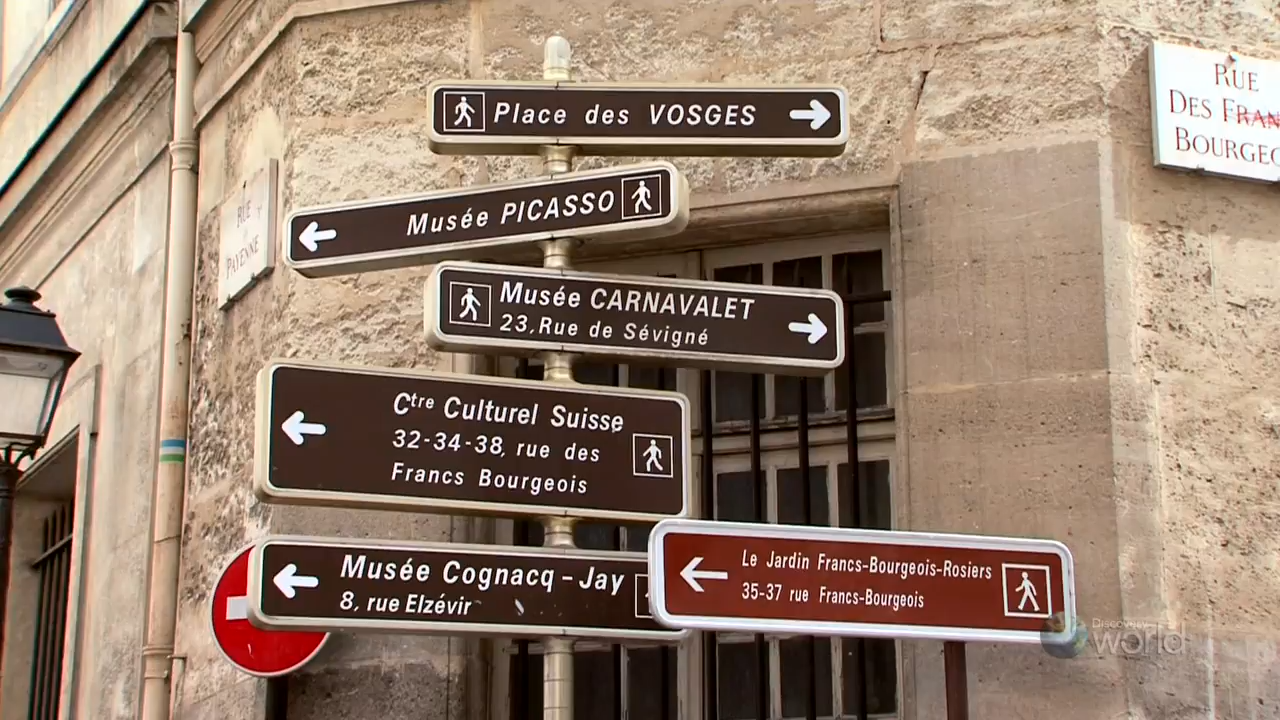 Place des VOSGES
RUE
DES FRAN
BOURGEO
Musée PICASSO
RUE
PAYENNE
Musée CARNAVALET
23, Rue de Sévigné
Ctre Culturel Suisse
32-34-38, rue des
Francs Bourgeois
Musée Cognacq-Jay
8, rue Elzévir
Le Jardin Francs-Bourgeois-Rosiers
35-37 rue Francs-Bourgeois
Discovery
world